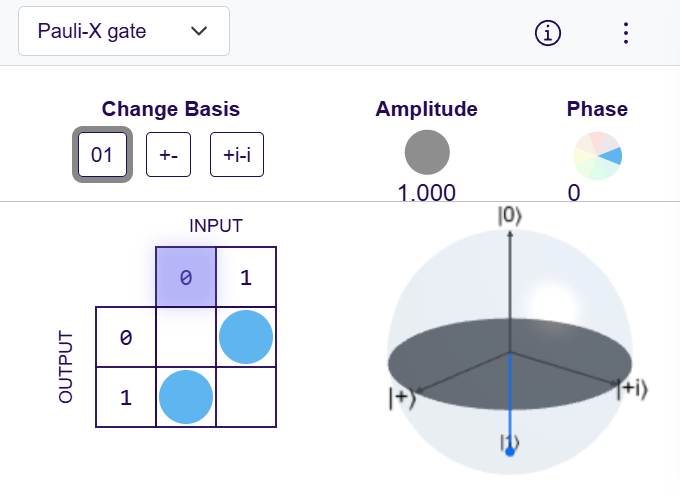 Pauli-X gate
Change Basis
Amplitude
Phase
01
+-
+i-i
1.000
0
INPUT
0 1
OUTPUT
0
1
|0⟩
|+⟩
|+i⟩
|1⟩